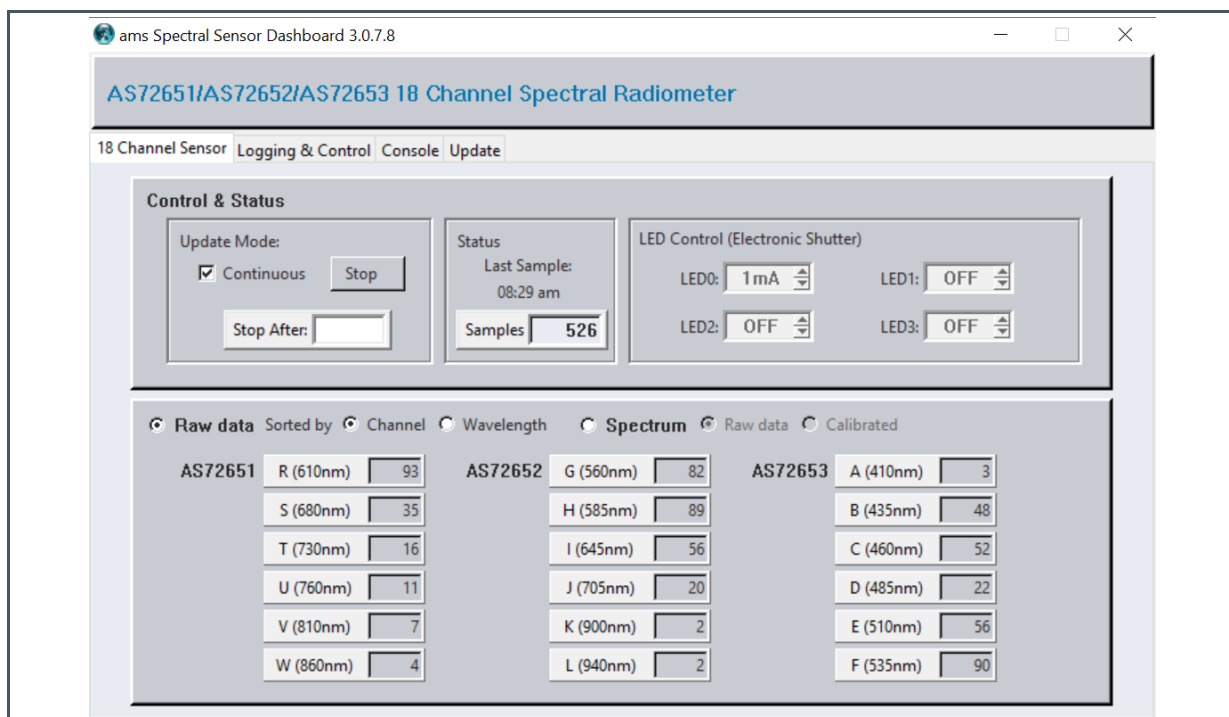 ams Spectral Sensor Dashboard 3.0.7.8
AS72651/AS72652/AS72653 18 Channel Spectral Radiometer
18 Channel Sensor Logging & Control Console Update
Control & Status
Update Mode:
Continuous Stop
Stop After:
Status
Last Sample:
08:29 am
Samples 526
LED Control (Electronic Shutter)
LED0: 1mA LED1: OFF
LED2: OFF LED3: OFF
Raw data Sorted by Channel Wavelength Spectrum Raw data Calibrated
AS72651 R (610nm) 93 AS72652 G (560nm) 82 AS72653 A (410nm) 3
S (680nm) 35 H (585nm) 89 B (435nm) 48
T (730nm) 16 I (645nm) 56 C (460nm) 52
U (760nm) 11 J (705nm) 20 D (485nm) 22
V (810nm) 7 K (900nm) 2 E (510nm) 56
W (860nm) 4 L (940nm) 2 F (535nm) 90